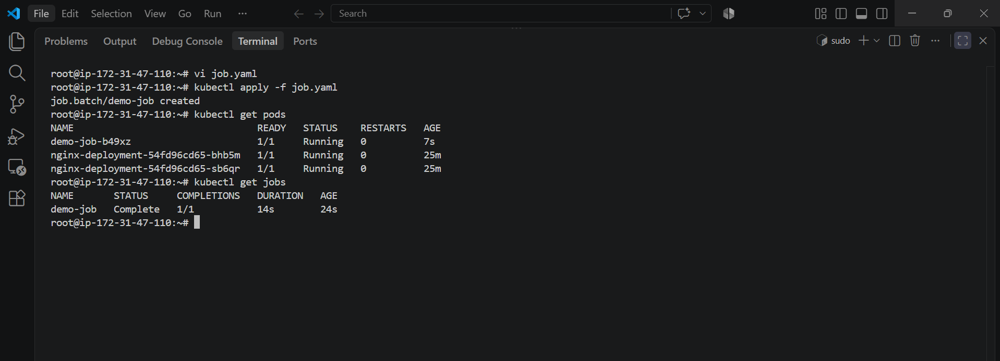 File Edit Selection View Go Run ··· Search
Problems Output Debug Console Terminal Ports sudo
root@ip-172-31-47-110:~# vi job.yaml
root@ip-172-31-47-110:~# kubectl apply -f job.yaml
job.batch/demo-job created
root@ip-172-31-47-110:~# kubectl get pods
NAME READY STATUS RESTARTS AGE
demo-job-b49xz 1/1 Running 0 7s
nginx-deployment-54fd96cd65-bhb5m 1/1 Running 0 25m
nginx-deployment-54fd96cd65-sb6qr 1/1 Running 0 25m
root@ip-172-31-47-110:~# kubectl get jobs
NAME STATUS COMPLETIONS DURATION AGE
demo-job Complete 1/1 14s 24s
root@ip-172-31-47-110:~#